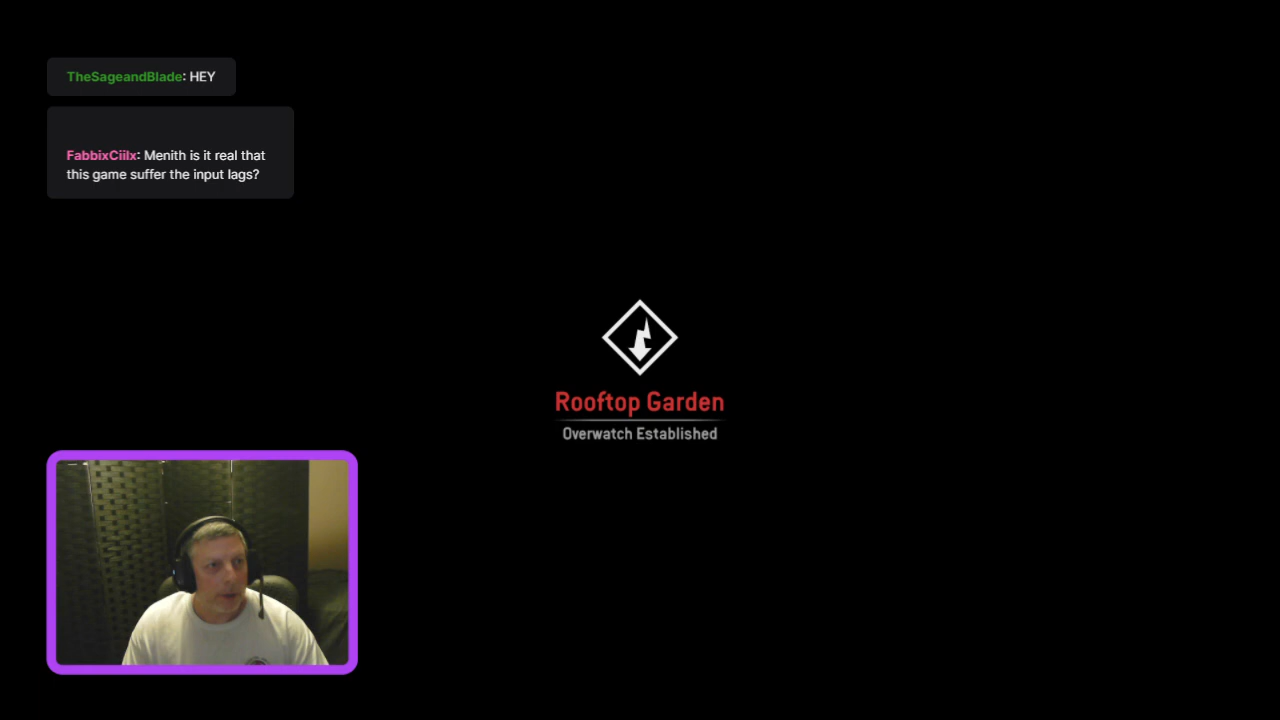 TheSageandBlade: HEY
FabbixCiilx: Menith is it real that
this game suffer the input lags?
Rooftop Garden
Overwatch Established